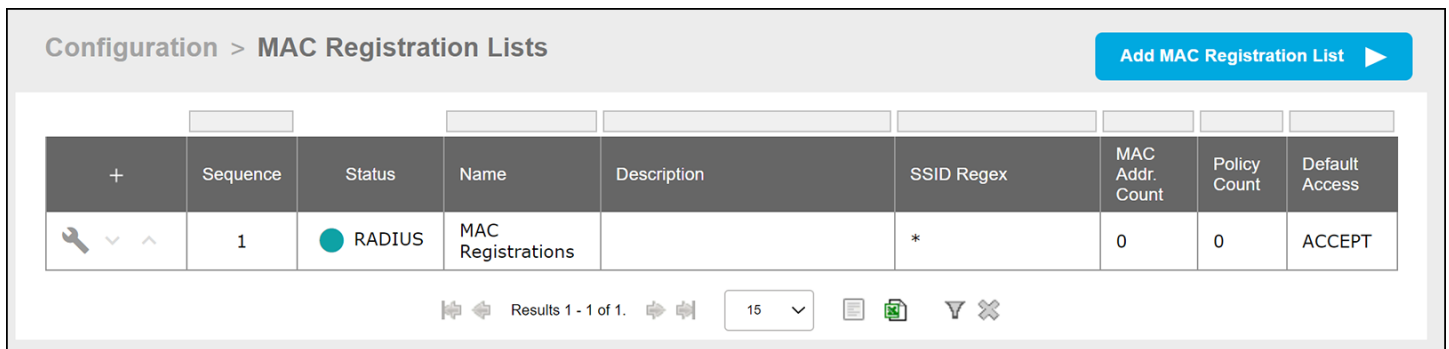 Configuration > MAC Registration Lists
Add MAC Registration List
+ Sequence Status Name Description SSID Regex MAC Addr. Count Policy Count Default Access
1 RADIUS MAC Registrations * 0 0 ACCEPT
Results 1 - 1 of 1. 15